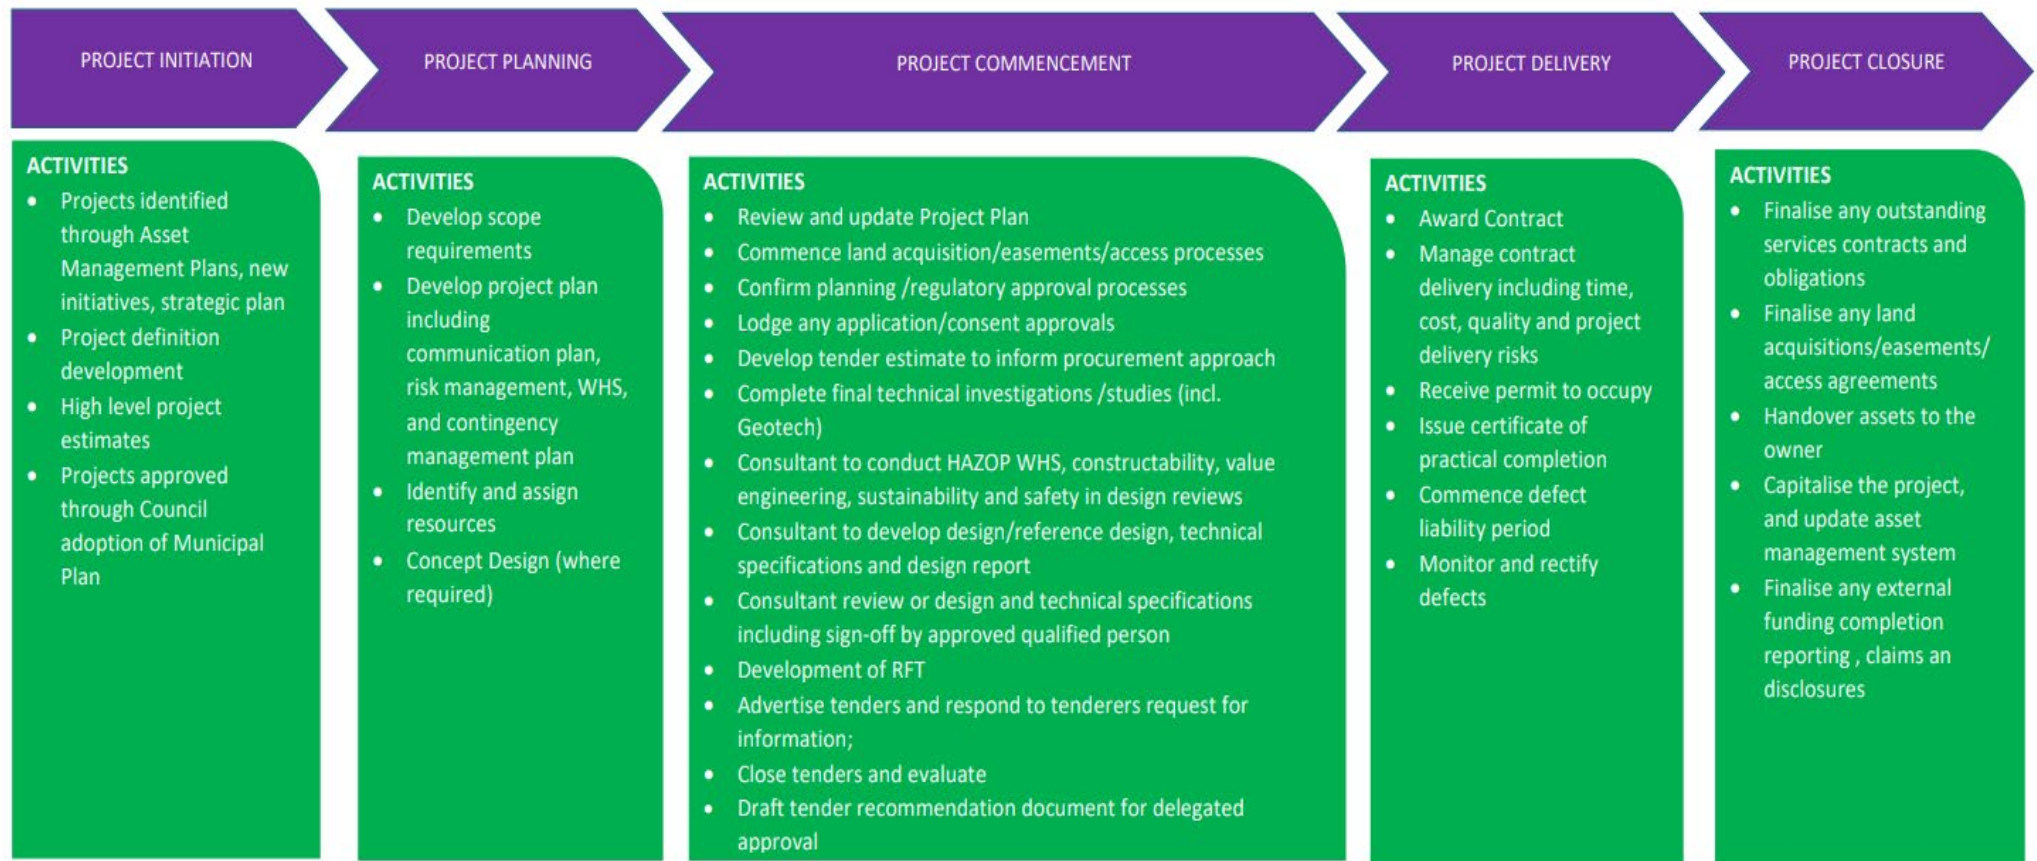 PROJECT INITIATION
PROJECT PLANNING
PROJECT COMMENCEMENT
PROJECT DELIVERY
PROJECT CLOSURE
ACTIVITIES
• Projects identified
through Asset
Management Plans, new
initiatives, strategic plan
• Project definition
development
• High level project
estimates
• Projects approved
through Council
adoption of Municipal
Plan
ACTIVITIES
• Develop scope
requirements
• Develop project plan
including
communication plan,
risk management, WHS,
and contingency
management plan
• Identify and assign
resources
• Concept Design (where
required)
ACTIVITIES
• Review and update Project Plan
• Commence land acquisition/easements/access processes
• Confirm planning /regulatory approval processes
• Lodge any application/consent approvals
• Develop tender estimate to inform procurement approach
• Complete final technical investigations /studies (incl.
Geotech)
• Consultant to conduct HAZOP WHS, constructability, value
engineering, sustainability and safety in design reviews
• Consultant to develop design/reference design, technical
specifications and design report
• Consultant review or design and technical specifications
including sign-off by approved qualified person
• Development of RFT
• Advertise tenders and respond to tenderers request for
information;
• Close tenders and evaluate
• Draft tender recommendation document for delegated
approval
ACTIVITIES
• Award Contract
• Manage contract
delivery including time,
cost, quality and project
delivery risks
• Receive permit to occupy
• Issue certificate of
practical completion
• Commence defect
liability period
• Monitor and rectify
defects
ACTIVITIES
• Finalise any outstanding
services contracts and
obligations
• Finalise any land
acquisitions/easements/
access agreements
• Handover assets to the
owner
• Capitalise the project,
and update asset
management system
• Finalise any external
funding completion
reporting , claims an
disclosures